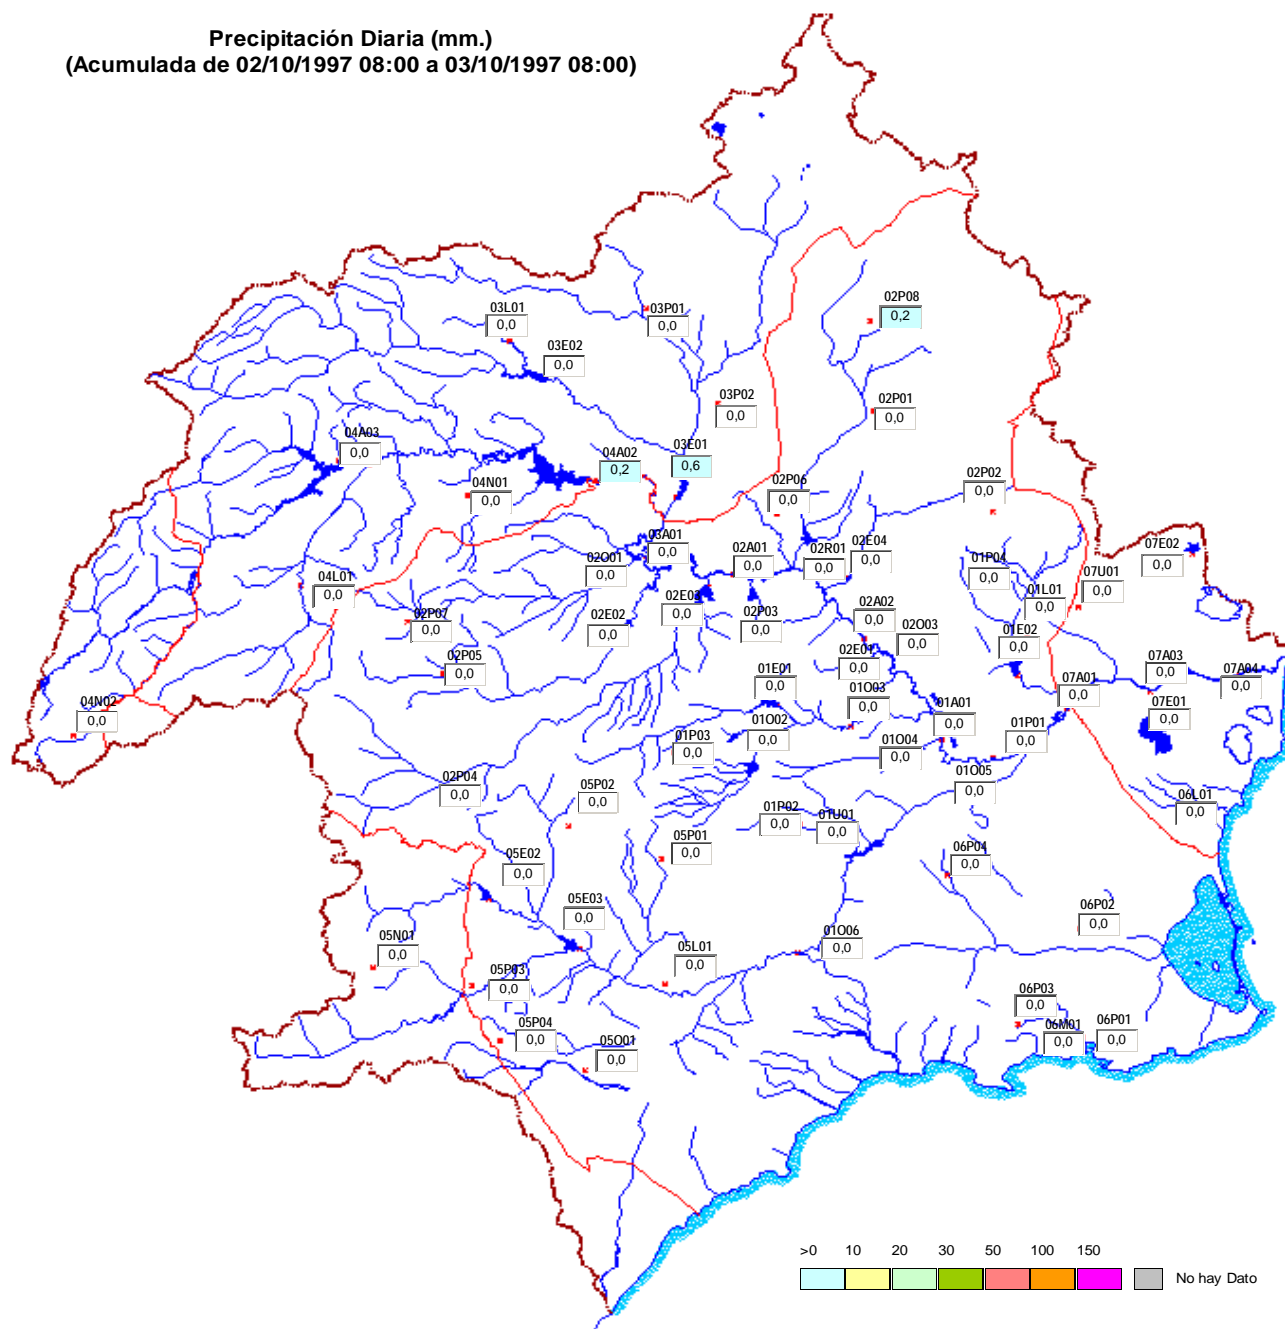 Precipitación Diaria (mm.)
(Acumulada de 02/10/1997 08:00 a 03/10/1997 08:00)
02P08
0,2
03L01
0,0
03P01
0,0
03E02
0,0
03P02
0,0
02P01
0,0
04A03
0,0
04A02
0,2
03E01
0,6
04N01
0,0
02P06
0,0
02P02
0,0
03A01
0,0
02O01
0,0
02A01
0,0
02R01
0,0
02E04
0,0
07E02
0,0
01P04
0,0
07U01
0,0
04L01
0,0
01L01
0,0
02P07
0,0
02E02
0,0
02E03
0,0
02P03
0,0
02A02
0,0
02O03
0,0
01E02
0,0
02P05
0,0
01E01
0,0
02E01
0,0
07A03
0,0
07A04
0,0
07A01
0,0
01O03
0,0
04N02
0,0
01A01
0,0
07E01
0,0
01O02
0,0
01P03
0,0
01O04
0,0
01P01
0,0
02P04
0,0
05P02
0,0
01O05
0,0
06L01
0,0
01P02
0,0
01U01
0,0
05P01
0,0
06P04
0,0
05E02
0,0
05E03
0,0
06P02
0,0
05N01
0,0
05L01
0,0
01O06
0,0
05P03
0,0
06P03
0,0
05P04
0,0
06M01
0,0
06P01
0,0
05O01
0,0
>0 10 20 30 50 100 150
No hay Dato